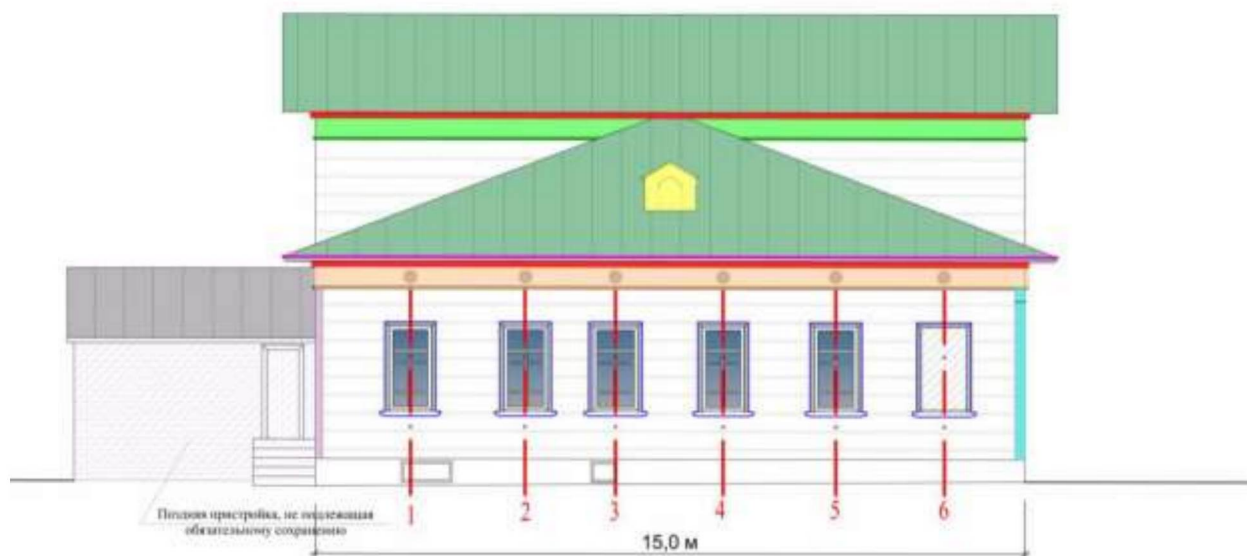 Поздняя пристройка, не подлежащая
обязательному сохранению
1 2 3 4 5 6
15,0 м